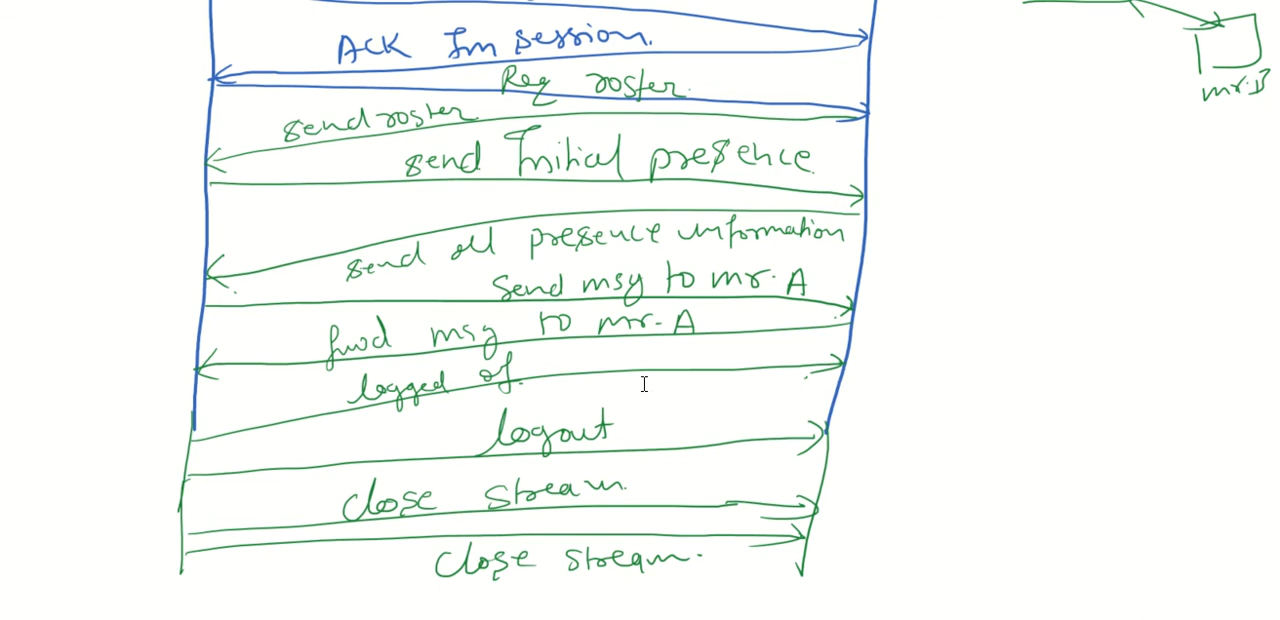 ACK Im session.
Req roster.
send roster
mr.B
send Initial presence.
send all presence information
Send msg to mr. A
fwd msg to mr. A
logged of.
logout
close stream.
close stream.